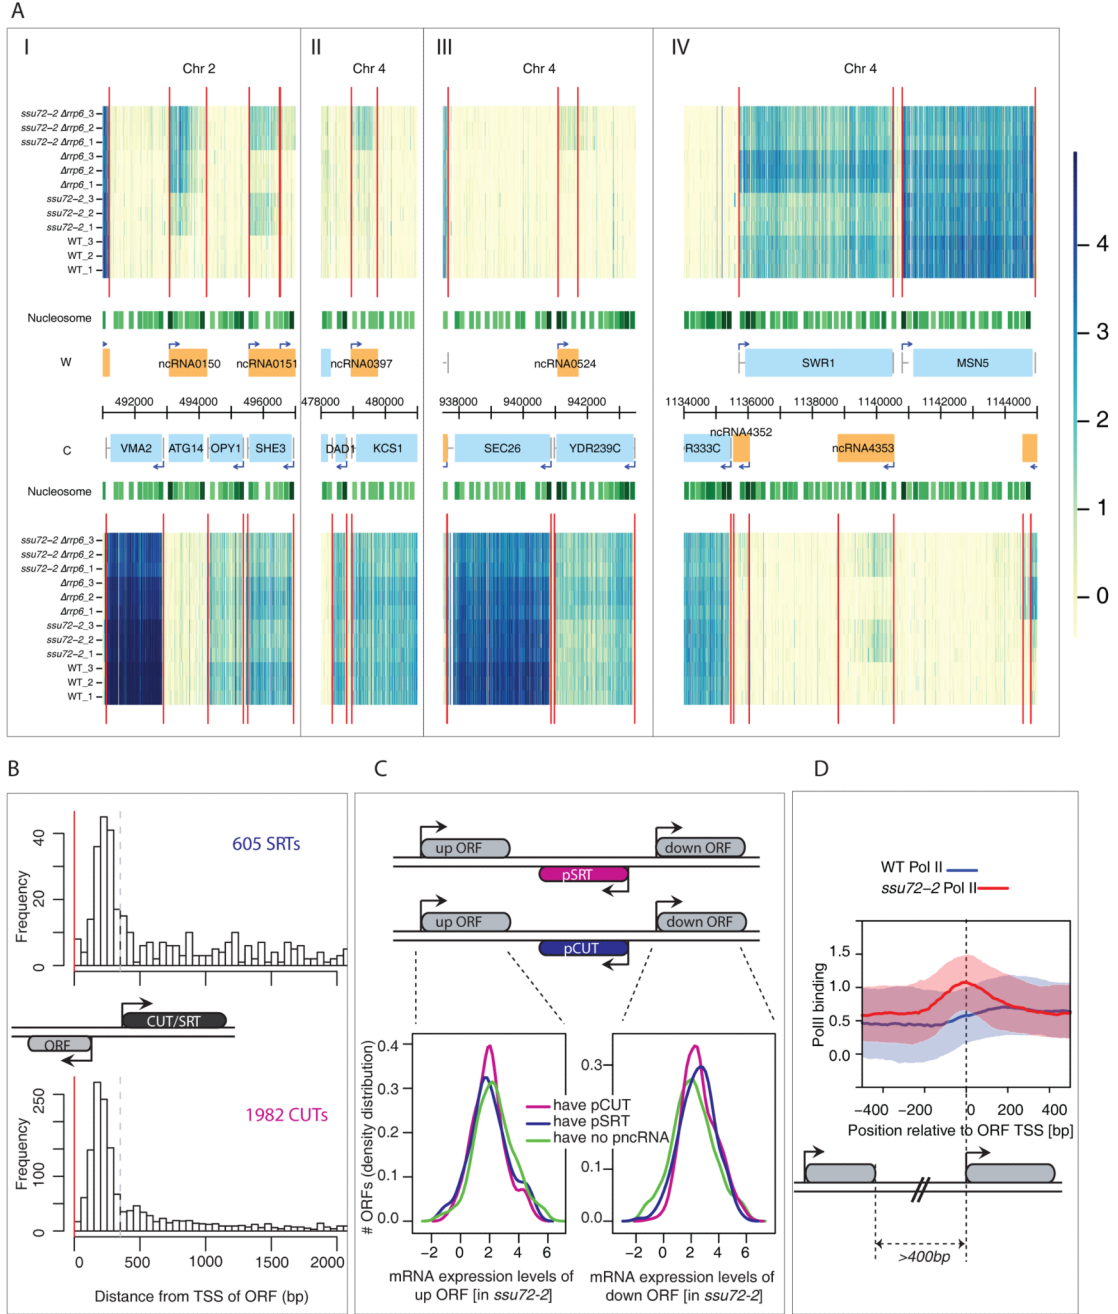 A
I
II
III
IV
Chr 2
Chr 4
Chr 4
Chr 4
ssu72-2 Δrrp6_3
ssu72-2 Δrrp6_2
ssu72-2 Δrrp6_1
Δrrp6_3
Δrrp6_2
Δrrp6_1
ssu72-2_3
ssu72-2_2
ssu72-2_1
WT_3
WT_2
WT_1
4
3
2
1
0
Nucleosome
W
ncRNA0150
ncRNA0151
ncRNA0397
ncRNA0524
SWR1
MSN5
492000 494000 496000
478000 480000
938000 940000 942000
1134000 1136000 1138000 1140000 1142000 1144000
ncRNA4352
C
VMA2
ATG14
OPY1
SHE3
DAD1
KCS1
SEC26
YDR239C
R333C
ncRNA4353
Nucleosome
ssu72-2 Δrrp6_3
ssu72-2 Δrrp6_2
ssu72-2 Δrrp6_1
Δrrp6_3
Δrrp6_2
Δrrp6_1
ssu72-2_3
ssu72-2_2
ssu72-2_1
WT_3
WT_2
WT_1
B
605 SRTs
Frequency
0 20 40
CUT/SRT
ORF
1982 CUTs
Frequency
0 100 250
0 500 1000 1500 2000
Distance from TSS of ORF (bp)
C
up ORF
down ORF
pSRT
up ORF
down ORF
pCUT
# ORFs (density distribution)
0.4
0.3
0.2
0.1
0.0
0.3
0.1
0.0
have pCUT
have pSRT
have no pncRNA
-2 0 2 4 6
-2 0 2 4 6
mRNA expression levels of
up ORF [in ssu72-2]
mRNA expression levels of
down ORF [in ssu72-2]
D
WT Pol II
ssu72-2 Pol II
PolII binding
1.5
1.0
0.5
0.0
-400 -200 0 200 400
Position relative to ORF TSS [bp]
>400bp